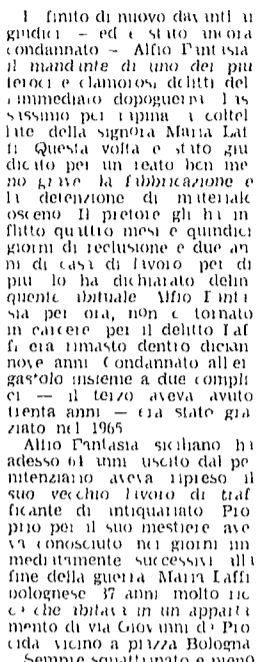 E finito di nuovo davanti ai
giudici — ed è stato ancora
condannato — Alfio Fantasia
il mandante di uno dei più
feroci e clamorosi delitti del
l immediato dopoguerra l as
sassinio per rapina a coltel
late della signora Maria Laf
fi Questa volta è stato giu
dicato per un reato ben me
no grave la fabbricazione e
la detenzione di materiale
osceno Il pretore gli ha in
flitto quattro mesi e quindici
giorni di reclusione e due an
ni di casa di lavoro per di
più lo ha dichiarato delin
quente abituale Alfio Fanta
sia per ora, non è tornato
in carcere per il delitto Laf
fi era rimasto dentro dician
nove anni Condannato all er
gastolo insieme a due compli
ci — il terzo aveva avuto
trenta anni — era stato gra
ziato nel 1965
Alfio Fantasia siciliano ha
adesso 61 anni uscito dal pe
nitenziario aveva ripreso il
suo vecchio lavoro di traf
ficante di antiquariato Pro
prio per il suo mestiere ave
va conosciuto nei giorni im
mediatamente successivi alla
fine della guerra Maria Laffi
bolognese 37 anni molto ric
ca che abitava in un apparta
mento di via Giovanni da Pro
cida vicino a piazza Bologna
Sempre squattrinato